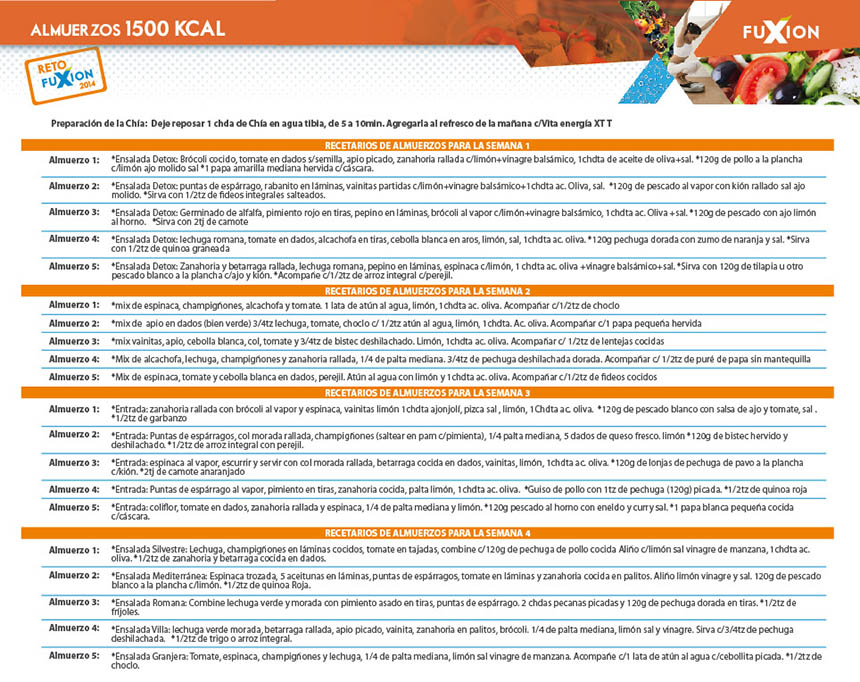 ALMUERZOS 1500 KCAL
FUXION
RETO
FUXION
2014
Preparación de la Chía: Deje reposar 1 chda de Chía en agua tibia, de 5 a 10min. Agregarla al refresco de la mañana c/Vita energía XT T
RECETARIOS DE ALMUERZOS PARA LA SEMANA 1
Almuerzo 1: *Ensalada Detox: Brócoli cocido, tomate en dados s/semilla, apio picado, zanahoria rallada c/limón+vinagre balsámico, 1chdta de aceite de oliva+sal. *120g de pollo a la plancha
c/limón ajo molido sal *1 papa amarilla mediana hervida c/cáscara.
Almuerzo 2: *Ensalada Detox: puntas de espárrago, rabanito en láminas, vainitas partidas c/limón+vinagre balsámico+1chdta ac. Oliva, sal. *120g de pescado al vapor con kión rallado sal ajo
molido. *Sirva con 1/2tz de fideos integrales salteados.
Almuerzo 3: *Ensalada Detox: Germinado de alfalfa, pimiento rojo en tiras, pepino en láminas, brócoli al vapor c/limón+vinagre balsámico, 1chdta ac. Oliva +sal. *120g de pescado con ajo limón
al horno. *Sirva con 2tj de camote
Almuerzo 4: *Ensalada Detox: lechuga romana, tomate en dados, alcachofa en tiras, cebolla blanca en aros, limón, sal, 1chdta ac. oliva. *120g pechuga dorada con zumo de naranja y sal. *Sirva
con 1/2tz de quinoa graneada
Almuerzo 5: *Ensalada Detox: Zanahoria y betarraga rallada, lechuga romana, pepino en láminas, espinaca c/limón, 1 chdta ac. oliva +vinagre balsámico+sal. *Sirva con 120g de tilapia u otro
pescado blanco a la plancha c/ajo y kión. *Acompañe c/1/2tz de arroz integral c/perejil.
RECETARIOS DE ALMUERZOS PARA LA SEMANA 2
Almuerzo 1: *mix de espinaca, champigñones, alcachofa y tomate. 1 lata de atún al agua, limón, 1chdta ac. oliva. Acompañar c/1/2tz de choclo
Almuerzo 2: *mix de apio en dados (bien verde) 3/4tz lechuga, tomate, choclo c/ 1/2tz atún al agua, limón, 1chdta. Ac. oliva. Acompañar c/1 papa pequeña hervida
Almuerzo 3: *mix vainitas, apio, cebolla blanca, col, tomate y 3/4tz de bistec deshilachado. Limón, 1chdta ac. oliva. Acompañar c/ 1/2tz de lentejas cocidas
Almuerzo 4: *Mix de alcachofa, lechuga, champigñones y zanahoria rallada, 1/4 de palta mediana. 3/4tz de pechuga deshilachada dorada. Acompañar c/ 1/2tz de puré de papa sin mantequilla
Almuerzo 5: *Mix de espinaca, tomate y cebolla blanca en dados, perejil. Atún al agua con limón y 1chdta ac. oliva. Acompañar c/1/2tz de fideos cocidos
RECETARIOS DE ALMUERZOS PARA LA SEMANA 3
Almuerzo 1: *Entrada: zanahoria rallada con brócoli al vapor y espinaca, vainitas limón 1chdta ajonjolí, pizca sal , limón, 1Chdta ac. oliva. *120g de pescado blanco con salsa de ajo y tomate, sal .
*1/2tz de garbanzo
Almuerzo 2: *Entrada: Puntas de espárragos, col morada rallada, champigñones (saltear en pam c/pimienta), 1/4 palta mediana, 5 dados de queso fresco. limón *120g de bistec hervido y
deshilachado. *1/2tz de arroz integral con perejil.
Almuerzo 3: *Entrada: espinaca al vapor, escurrir y servir con col morada rallada, betarraga cocida en dados, vainitas, limón, 1chdta ac. oliva. *120g de lonjas de pechuga de pavo a la plancha
c/kión. *2tj de camote anaranjado
Almuerzo 4: *Entrada: Puntas de espárrago al vapor, pimiento en tiras, zanahoria cocida, palta limón, 1chdta ac. oliva. *Guiso de pollo con 1tz de pechuga (120g) picada. *1/2tz de quinoa roja
Almuerzo 5: *Entrada: coliflor, tomate en dados, zanahoria rallada y espinaca, 1/4 de palta mediana y limón. *120g pescado al horno con eneldo y curry sal. *1 papa blanca pequeña cocida
c/cáscara.
RECETARIOS DE ALMUERZOS PARA LA SEMANA 4
Almuerzo 1: *Ensalada Silvestre: Lechuga, champigñones en láminas cocidos, tomate en tajadas, combine c/120g de pechuga de pollo cocida Aliño c/limón sal vinagre de manzana, 1chdta ac.
oliva. *1/2tz de zanahoria y betarraga cocida en dados.
Almuerzo 2: *Ensalada Mediterránea: Espinaca trozada, 5 aceitunas en láminas, puntas de espárragos, tomate en láminas y zanahoria cocida en palitos. Aliño limón vinagre y sal. 120g de pescado
blanco a la plancha c/limón. *1/2tz de quinoa Roja.
Almuerzo 3: *Ensalada Romana: Combine lechuga verde y morada con pimiento asado en tiras, puntas de espárrago. 2 chdas pecanas picadas y 120g de pechuga dorada en tiras. *1/2tz de
frijoles.
Almuerzo 4: *Ensalada Villa: lechuga verde morada, betarraga rallada, apio picado, vainita, zanahoria en palitos, brócoli. 1/4 de palta mediana, limón sal y vinagre. Sirva c/3/4tz de pechuga
deshilachada. *1/2tz de trigo o arroz integral.
Almuerzo 5: *Ensalada Granjera: Tomate, espinaca, champigñones y lechuga, 1/4 de palta mediana, limón sal vinagre de manzana. Acompañe c/1 lata de atún al agua c/cebollita picada. *1/2tz de
choclo.